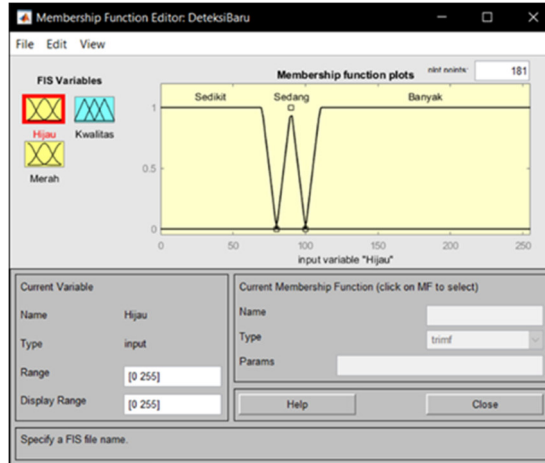 Membership Function Editor: DeteksiBaru
File Edit View
FIS Variables
Hijau Kwalitas
Merah
Membership function plots plot points: 181
Sedikit Sedang Banyak
1
0.5
0
0 50 100 150 200 250
input variable "Hijau"
Current Variable
Name Hijau
Type input
Range [0 255]
Display Range [0 255]
Current Membership Function (click on MF to select)
Name
Type trimf
Params
Help Close
Specify a FIS file name.